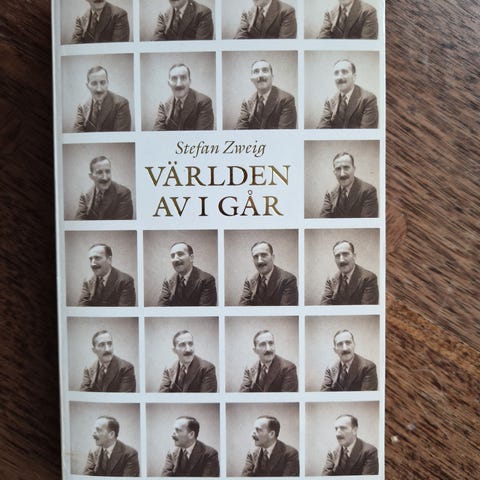 Stefan Zweig
VÄRLDEN
AV I GÅR